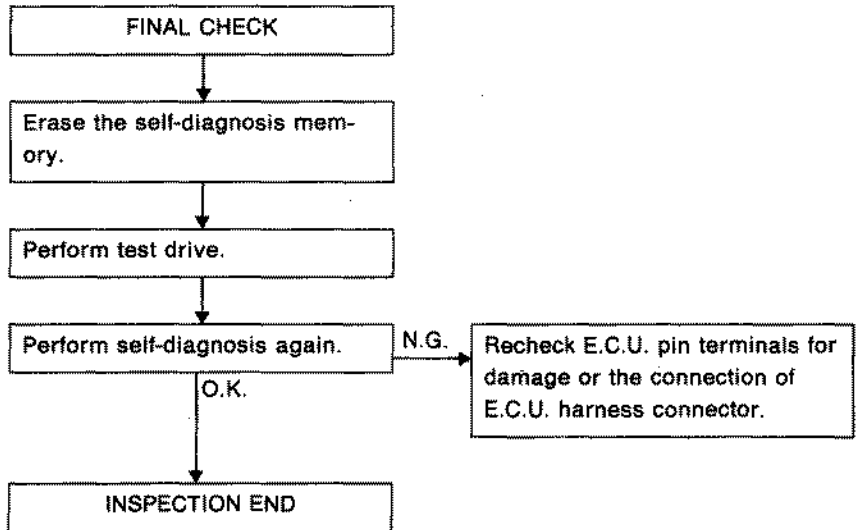 FINAL CHECK
Erase the self-diagnosis mem-
ory.
Perform test drive.
Perform self-diagnosis again.
N.G.
Recheck E.C.U. pin terminals for
damage or the connection of
E.C.U. harness connector.
O.K.
INSPECTION END